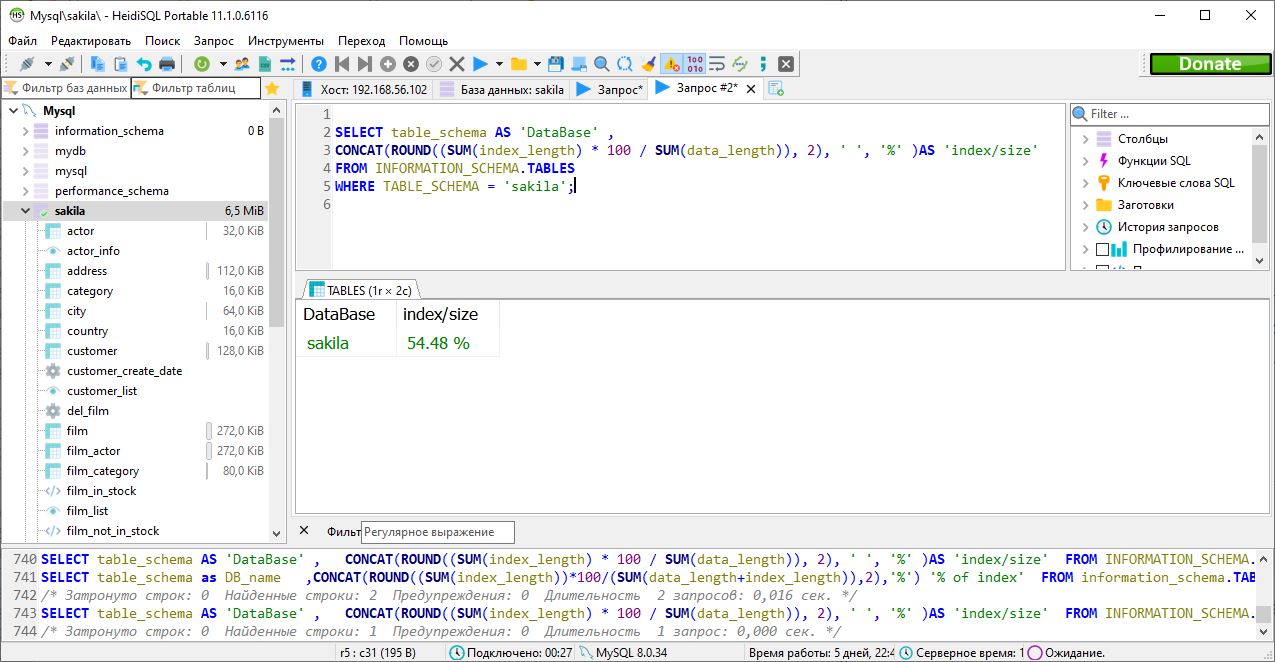 Mysql\sakila\ - HeidiSQL Portable 11.1.0.6116
Файл Редактировать Поиск Запрос Инструменты Переход Помощь
Donate
Фильтр баз данных Фильтр таблиц
Хост: 192.168.56.102 База данных: sakila Запрос* Запрос #2*
Mysql
information_schema 0 B
mydb
mysql
performance_schema
sakila 6,5 MiB
actor 32,0 KiB
actor_info
address 112,0 KiB
category 16,0 KiB
city 64,0 KiB
country 16,0 KiB
customer 128,0 KiB
customer_create_date
customer_list
del_film
film 272,0 KiB
film_actor 272,0 KiB
film_category 80,0 KiB
film_in_stock
film_list
film_not_in_stock
1
2 SELECT table_schema AS 'DataBase' ,
3 CONCAT(ROUND((SUM(index_length) * 100 / SUM(data_length)), 2), ' ', '%' )AS 'index/size'
4 FROM INFORMATION_SCHEMA.TABLES
5 WHERE TABLE_SCHEMA = 'sakila';
6
Filter ...
Столбцы
Функции SQL
Ключевые слова SQL
Заготовки
История запросов
Профилирование ...
TABLES (1r × 2c)
DataBase index/size
sakila 54.48 %
Фильт Регулярное выражение
740 SELECT table_schema AS 'DataBase' , CONCAT(ROUND((SUM(index_length) * 100 / SUM(data_length)), 2), ' ', '%' )AS 'index/size' FROM INFORMATION_SCHEMA.
741 SELECT table_schema as DB_name ,CONCAT(ROUND((SUM(index_length))*100/(SUM(data_length+index_length)),2),'%') '% of index' FROM information_schema.TAB
742 /* Затронуто строк: 0 Найденные строки: 2 Предупреждения: 0 Длительность 2 запросов: 0,016 сек. */
743 SELECT table_schema AS 'DataBase' , CONCAT(ROUND((SUM(index_length) * 100 / SUM(data_length)), 2), ' ', '%' )AS 'index/size' FROM INFORMATION_SCHEMA.
744 /* Затронуто строк: 0 Найденные строки: 1 Предупреждения: 0 Длительность 1 запрос: 0,000 сек. */
r5 : c31 (195 B) Подключено: 00:27 MySQL 8.0.34 Время работы: 5 дней, 22:4 Серверное время: 1 Ожидание.